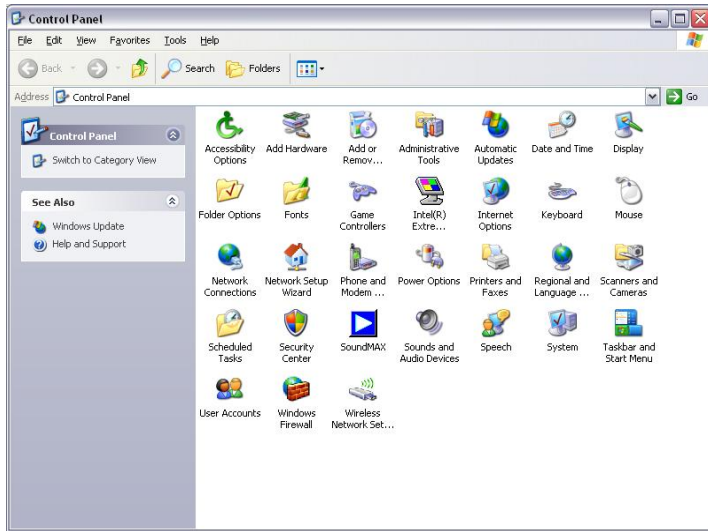 Control Panel
File Edit View Favorites Tools Help
Back Search Folders
Address Control Panel Go
Control Panel
Switch to Category View
See Also
Windows Update
Help and Support
Accessibility Options
Add Hardware
Add or Remov...
Administrative Tools
Automatic Updates
Date and Time
Display
Folder Options
Fonts
Game Controllers
Intel(R) Extre...
Internet Options
Keyboard
Mouse
Network Connections
Network Setup Wizard
Phone and Modem ...
Power Options
Printers and Faxes
Regional and Language ...
Scanners and Cameras
Scheduled Tasks
Security Center
SoundMAX
Sounds and Audio Devices
Speech
System
Taskbar and Start Menu
User Accounts
Windows Firewall
Wireless Network Set...